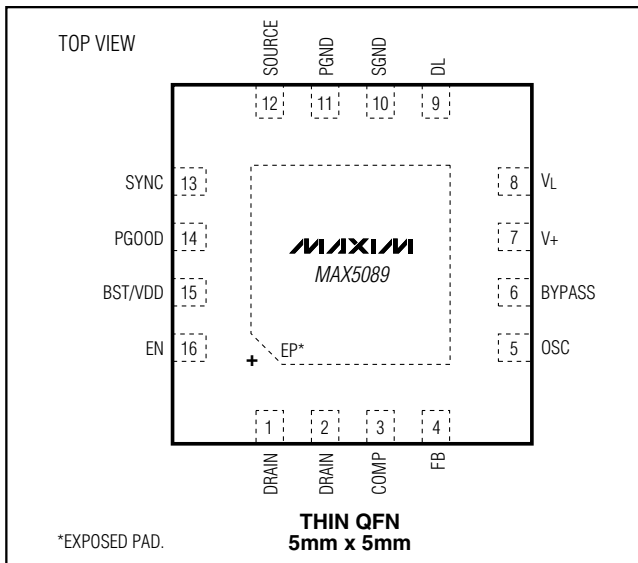 TOP VIEW
SOURCE
PGND
SGND
DL
12
11
10
9
SYNC 13
8 VL
PGOOD 14
7 V+
BST/VDD 15
6 BYPASS
EN 16
5 OSC
MAXIM
MAX5089
+
EP*
1
2
3
4
DRAIN
DRAIN
COMP
FB
THIN QFN
5mm x 5mm
*EXPOSED PAD.